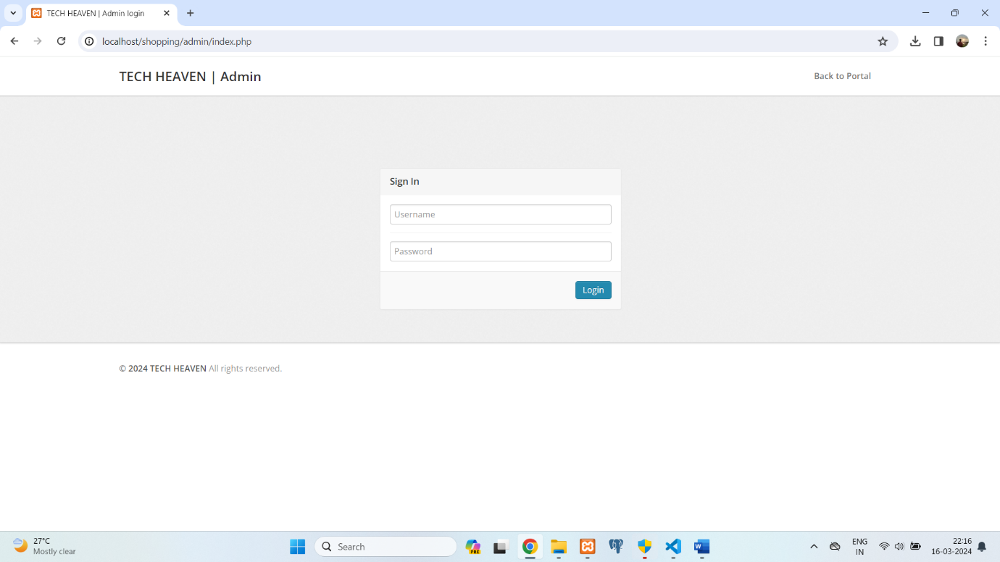 TECH HEAVEN | Admin login
localhost/shopping/admin/index.php
TECH HEAVEN | Admin
Back to Portal
Sign In
Username
Password
Login
© 2024 TECH HEAVEN All rights reserved.
27°C
Mostly clear
Search
PRE
ENG
IN
22:16
16-03-2024